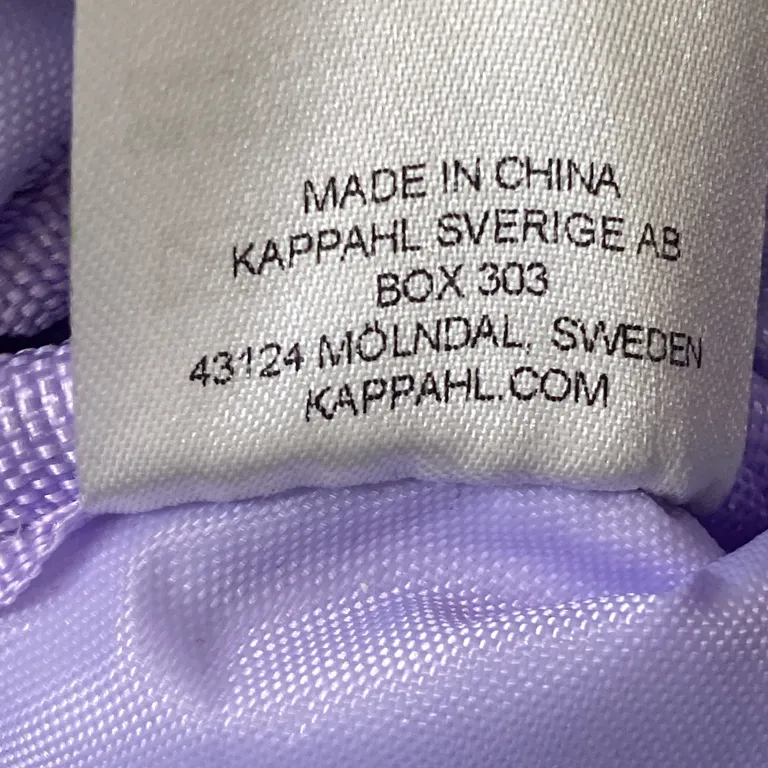 MADE IN CHINA
KAPPAHL SVERIGE AB
BOX 303
43124 MÖLNDAL, SWEDEN
KAPPAHL.COM